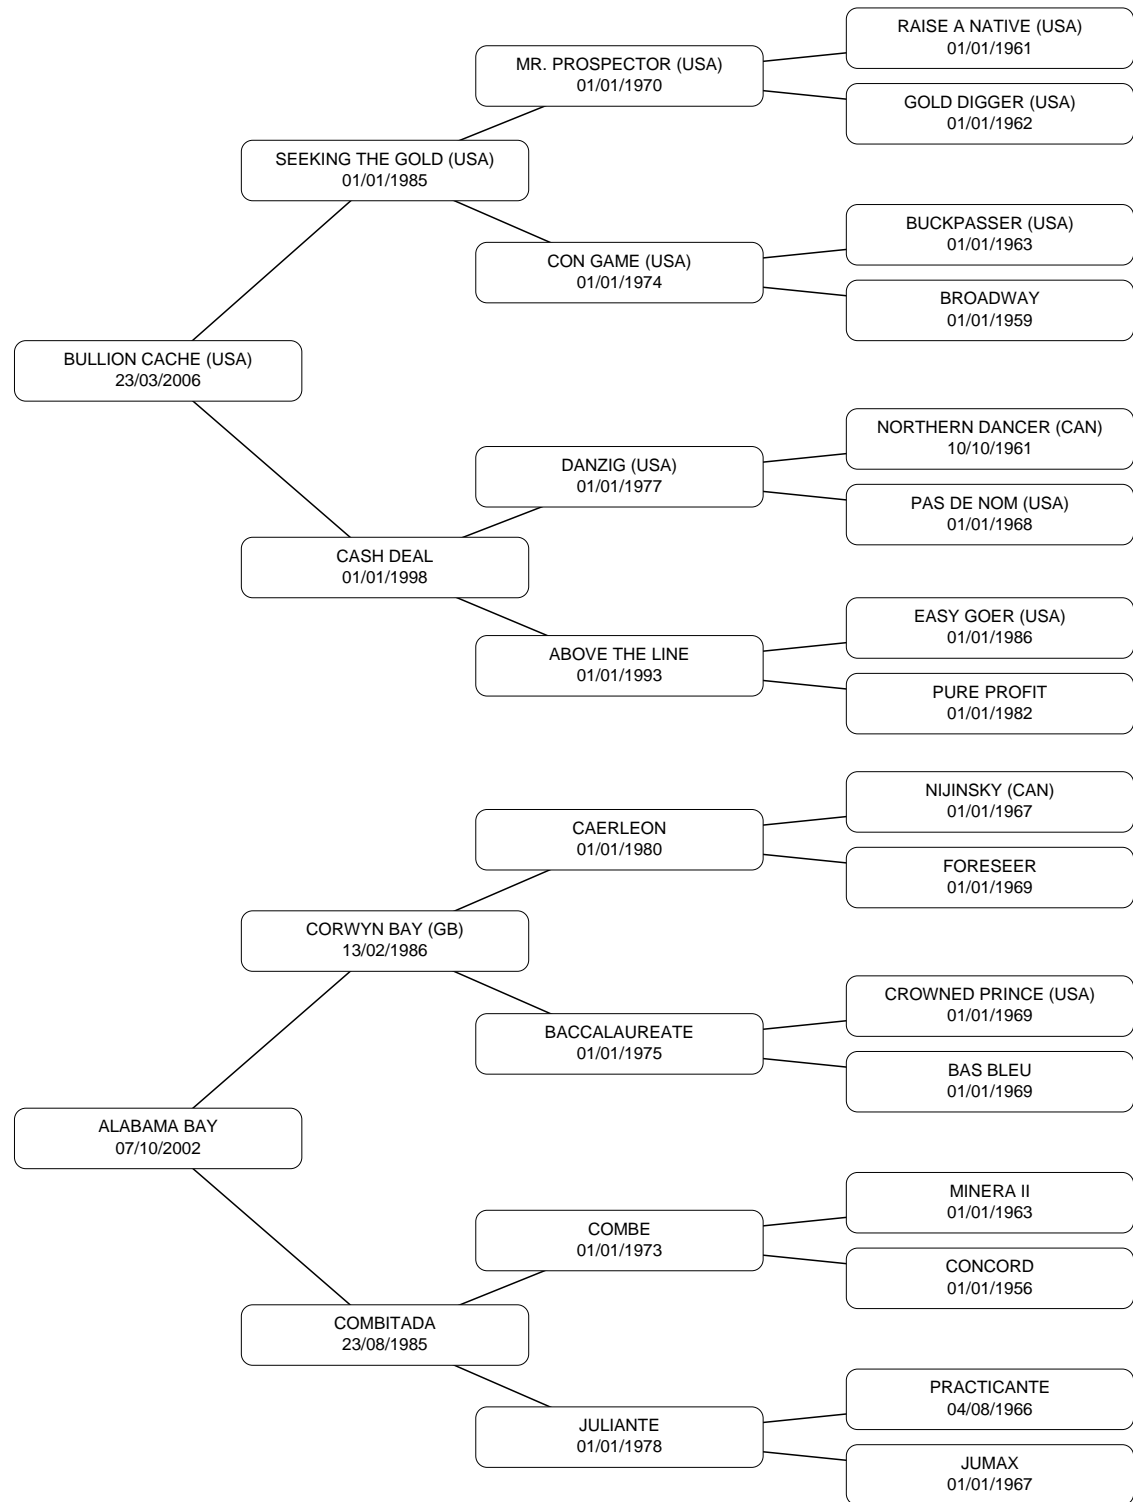 RAISE A NATIVE (USA)
01/01/1961
MR. PROSPECTOR (USA)
01/01/1970
GOLD DIGGER (USA)
01/01/1962
SEEKING THE GOLD (USA)
01/01/1985
BUCKPASSER (USA)
01/01/1963
CON GAME (USA)
01/01/1974
BROADWAY
01/01/1959
BULLION CACHE (USA)
23/03/2006
NORTHERN DANCER (CAN)
10/10/1961
DANZIG (USA)
01/01/1977
PAS DE NOM (USA)
01/01/1968
CASH DEAL
01/01/1998
EASY GOER (USA)
01/01/1986
ABOVE THE LINE
01/01/1993
PURE PROFIT
01/01/1982
NIJINSKY (CAN)
01/01/1967
CAERLEON
01/01/1980
FORESEER
01/01/1969
CORWYN BAY (GB)
13/02/1986
CROWNED PRINCE (USA)
01/01/1969
BACCALAUREATE
01/01/1975
BAS BLEU
01/01/1969
ALABAMA BAY
07/10/2002
MINERA II
01/01/1963
COMBE
01/01/1973
CONCORD
01/01/1956
COMBITADA
23/08/1985
PRACTICANTE
04/08/1966
JULIANTE
01/01/1978
JUMAX
01/01/1967